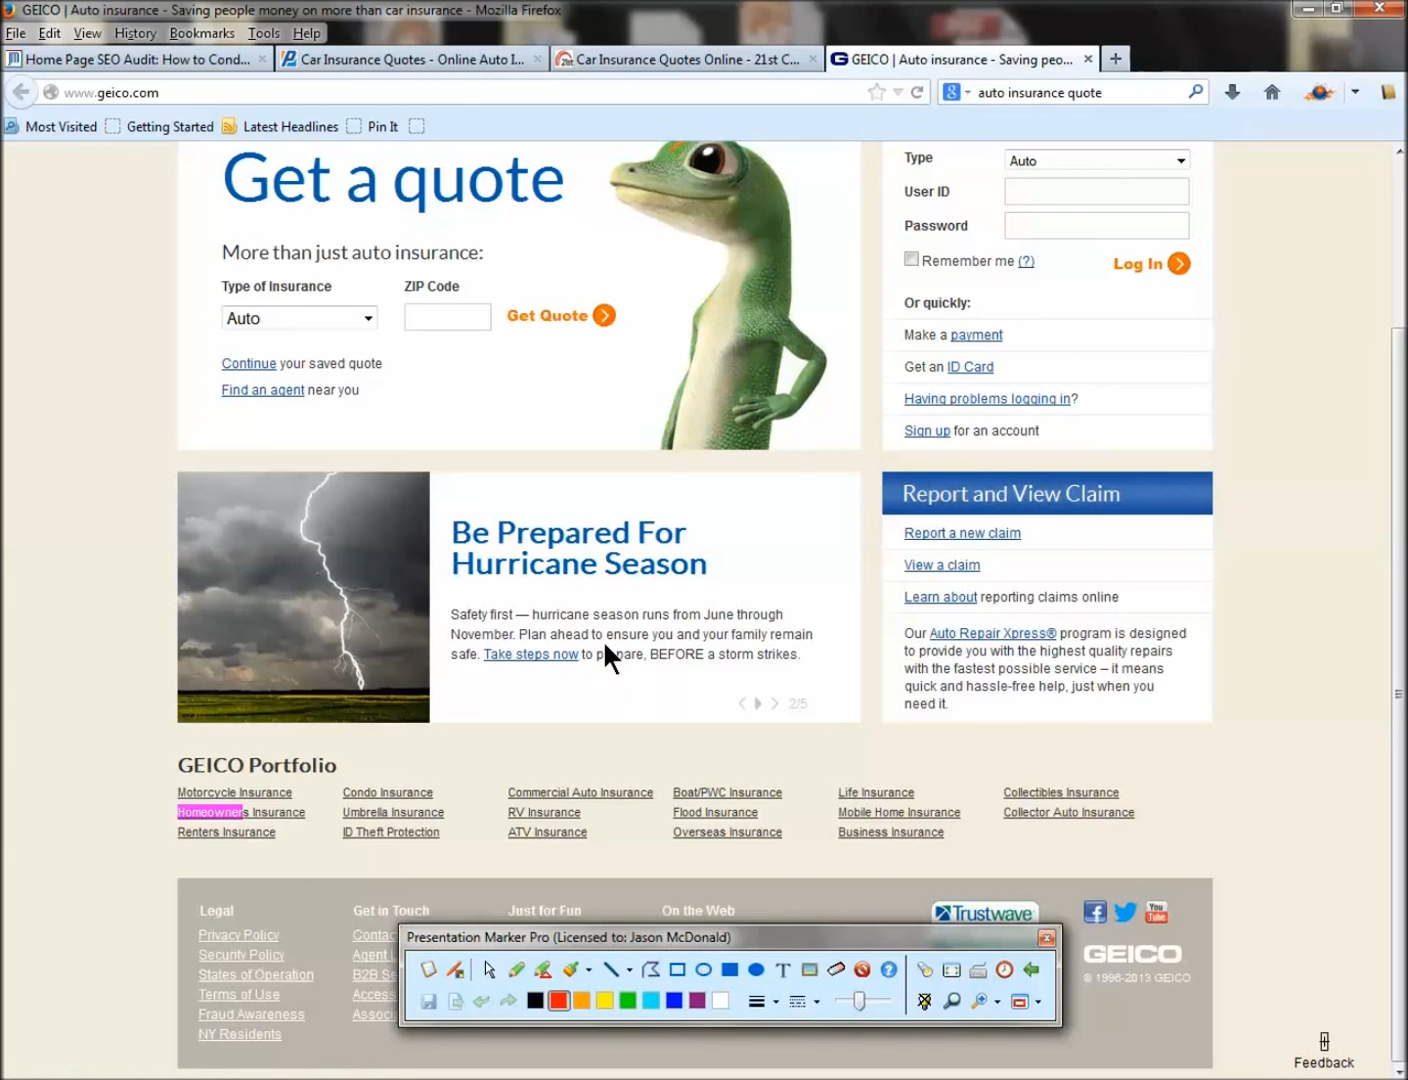 GEICO | Auto insurance - Saving people money on more than car insurance - Mozilla Firefox
File Edit View History Bookmarks Tools Help
Home Page SEO Audit: How to Cond...
Car Insurance Quotes - Online Auto I...
Car Insurance Quotes Online - 21st C...
GEICO | Auto insurance - Saving peo...
www.geico.com
auto insurance quote
Most Visited Getting Started Latest Headlines Pin It
Get a quote
More than just auto insurance:
Type of Insurance ZIP Code
Auto
Get Quote
Continue your saved quote
Find an agent near you
Type Auto
User ID
Password
Remember me (?)
Log In
Or quickly:
Make a payment
Get an ID Card
Having problems logging in?
Sign up for an account
Be Prepared For
Hurricane Season
Safety first — hurricane season runs from June through
November. Plan ahead to ensure you and your family remain
safe. Take steps now to prepare, BEFORE a storm strikes.
2/5
Report and View Claim
Report a new claim
View a claim
Learn about reporting claims online
Our Auto Repair Xpress® program is designed
to provide you with the highest quality repairs
with the fastest possible service – it means
quick and hassle-free help, just when you
need it.
GEICO Portfolio
Motorcycle Insurance Condo Insurance Commercial Auto Insurance Boat/PWC Insurance Life Insurance Collectibles Insurance
Homeowners Insurance Umbrella Insurance RV Insurance Flood Insurance Mobile Home Insurance Collector Auto Insurance
Renters Insurance ID Theft Protection ATV Insurance Overseas Insurance Business Insurance
Legal Get in Touch Just for Fun On the Web
Privacy Policy
Security Policy
States of Operation
Terms of Use
Fraud Awareness
NY Residents
Contac
Agent L
B2B Se
Access
Assoc
Trustwave
You Tube
GEICO
© 1996-2013 GEICO
Presentation Marker Pro (Licensed to: Jason McDonald)
Feedback